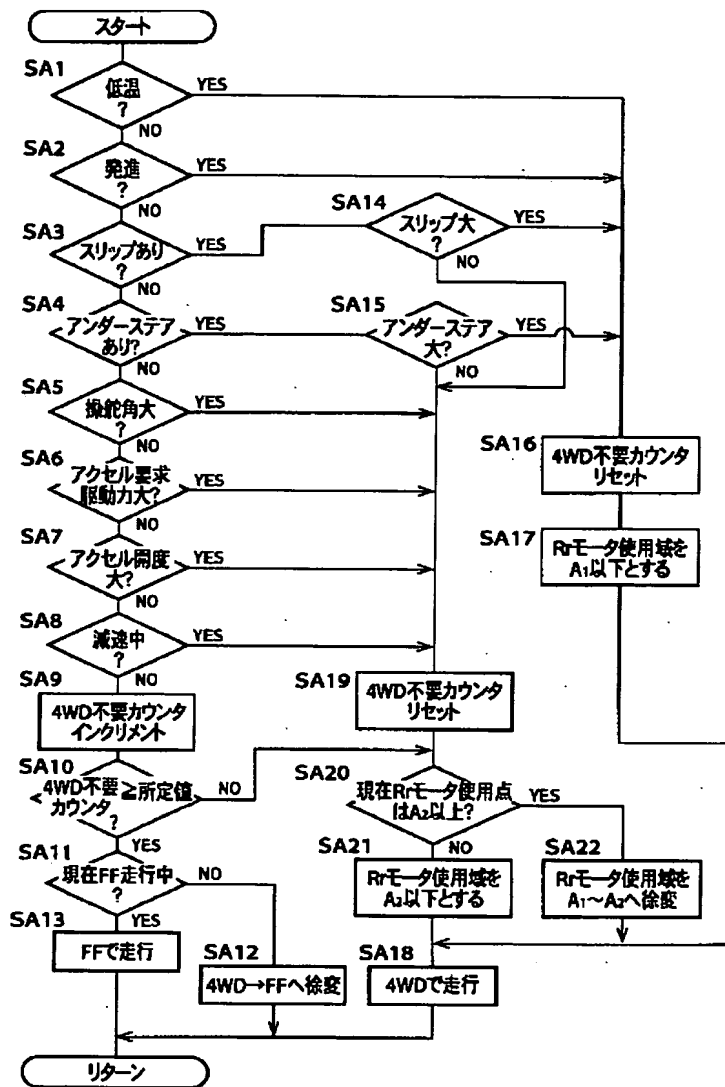 スタート
SA1
低温
?
YES
NO
SA2
発進
?
YES
NO
SA3
スリップあり
?
YES
NO
SA14
スリップ大
?
YES
NO
SA4
アンダーステア
あり?
YES
NO
SA15
アンダーステア
大?
YES
NO
SA5
操舵角大
?
YES
NO
SA6
アクセル要求
駆動力大?
YES
NO
SA7
アクセル開度
大?
YES
NO
SA8
減速中
?
YES
NO
SA9
4WD不要カウンタ
インクリメント
SA10
4WD不要≧所定値
カウンタ
?
NO
YES
SA11
現在FF走行中
?
NO
YES
SA13
FFで走行
SA12
4WD→FFへ徐変
SA16
4WD不要カウンタ
リセット
SA17
Rrモータ使用域を
A₁以下とする
SA19
4WD不要カウンタ
リセット
SA20
現在Rrモータ使用点
はA₂以上?
YES
NO
SA21
Rrモータ使用域を
A₂以下とする
SA22
Rrモータ使用域を
A₁~A₂へ徐変
SA18
4WDで走行
リターン